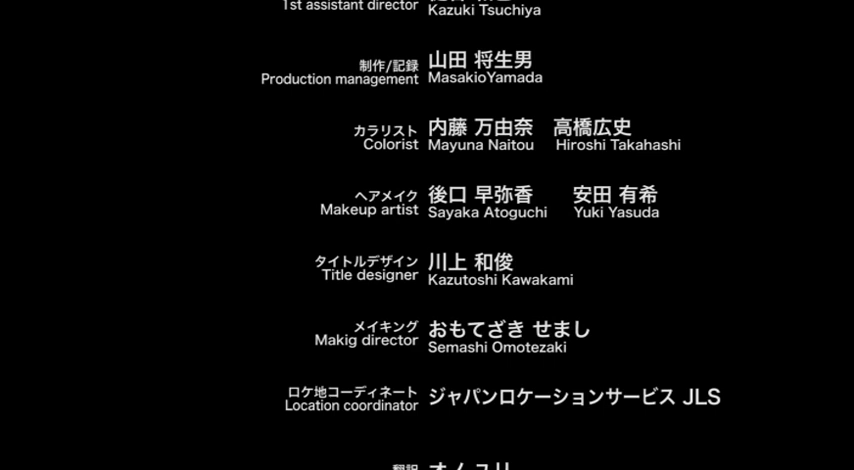 1st assistant director
Kazuki Tsuchiya
制作/記録 山田 将生男
Production management MasakioYamada
カラリスト 内藤 万由奈 高橋広史
Colorist Mayuna Naitou Hiroshi Takahashi
ヘアメイク 後口 早弥香 安田 有希
Makeup artist Sayaka Atoguchi Yuki Yasuda
タイトルデザイン 川上 和俊
Title designer Kazutoshi Kawakami
メイキング おもてざき せまし
Makig director Semashi Omotezaki
ロケ地コーディネート ジャパンロケーションサービス JLS
Location coordinator